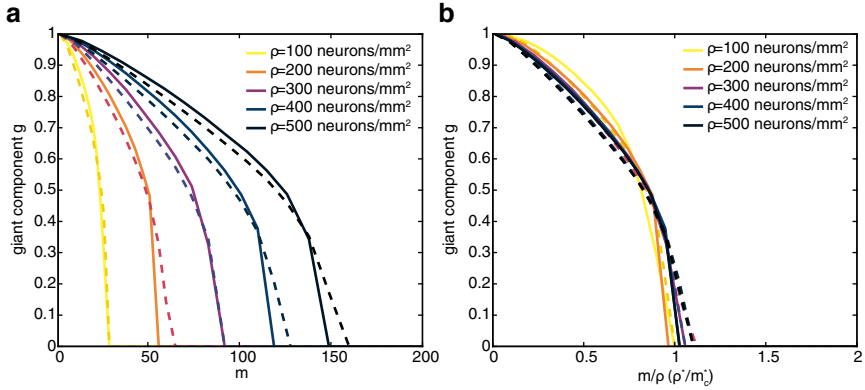 a
giant component g
1
0.9
0.8
0.7
0.6
0.5
0.4
0.3
0.2
0.1
0
0 50 100 150 200
m
ρ=100 neurons/mm²
ρ=200 neurons/mm²
ρ=300 neurons/mm²
ρ=400 neurons/mm²
ρ=500 neurons/mm²
b
giant component g
1
0.9
0.8
0.7
0.6
0.5
0.4
0.3
0.2
0.1
0
0 0.5 1 1.5 2
m/ρ (ρ*/m*c)
ρ=100 neurons/mm²
ρ=200 neurons/mm²
ρ=300 neurons/mm²
ρ=400 neurons/mm²
ρ=500 neurons/mm²